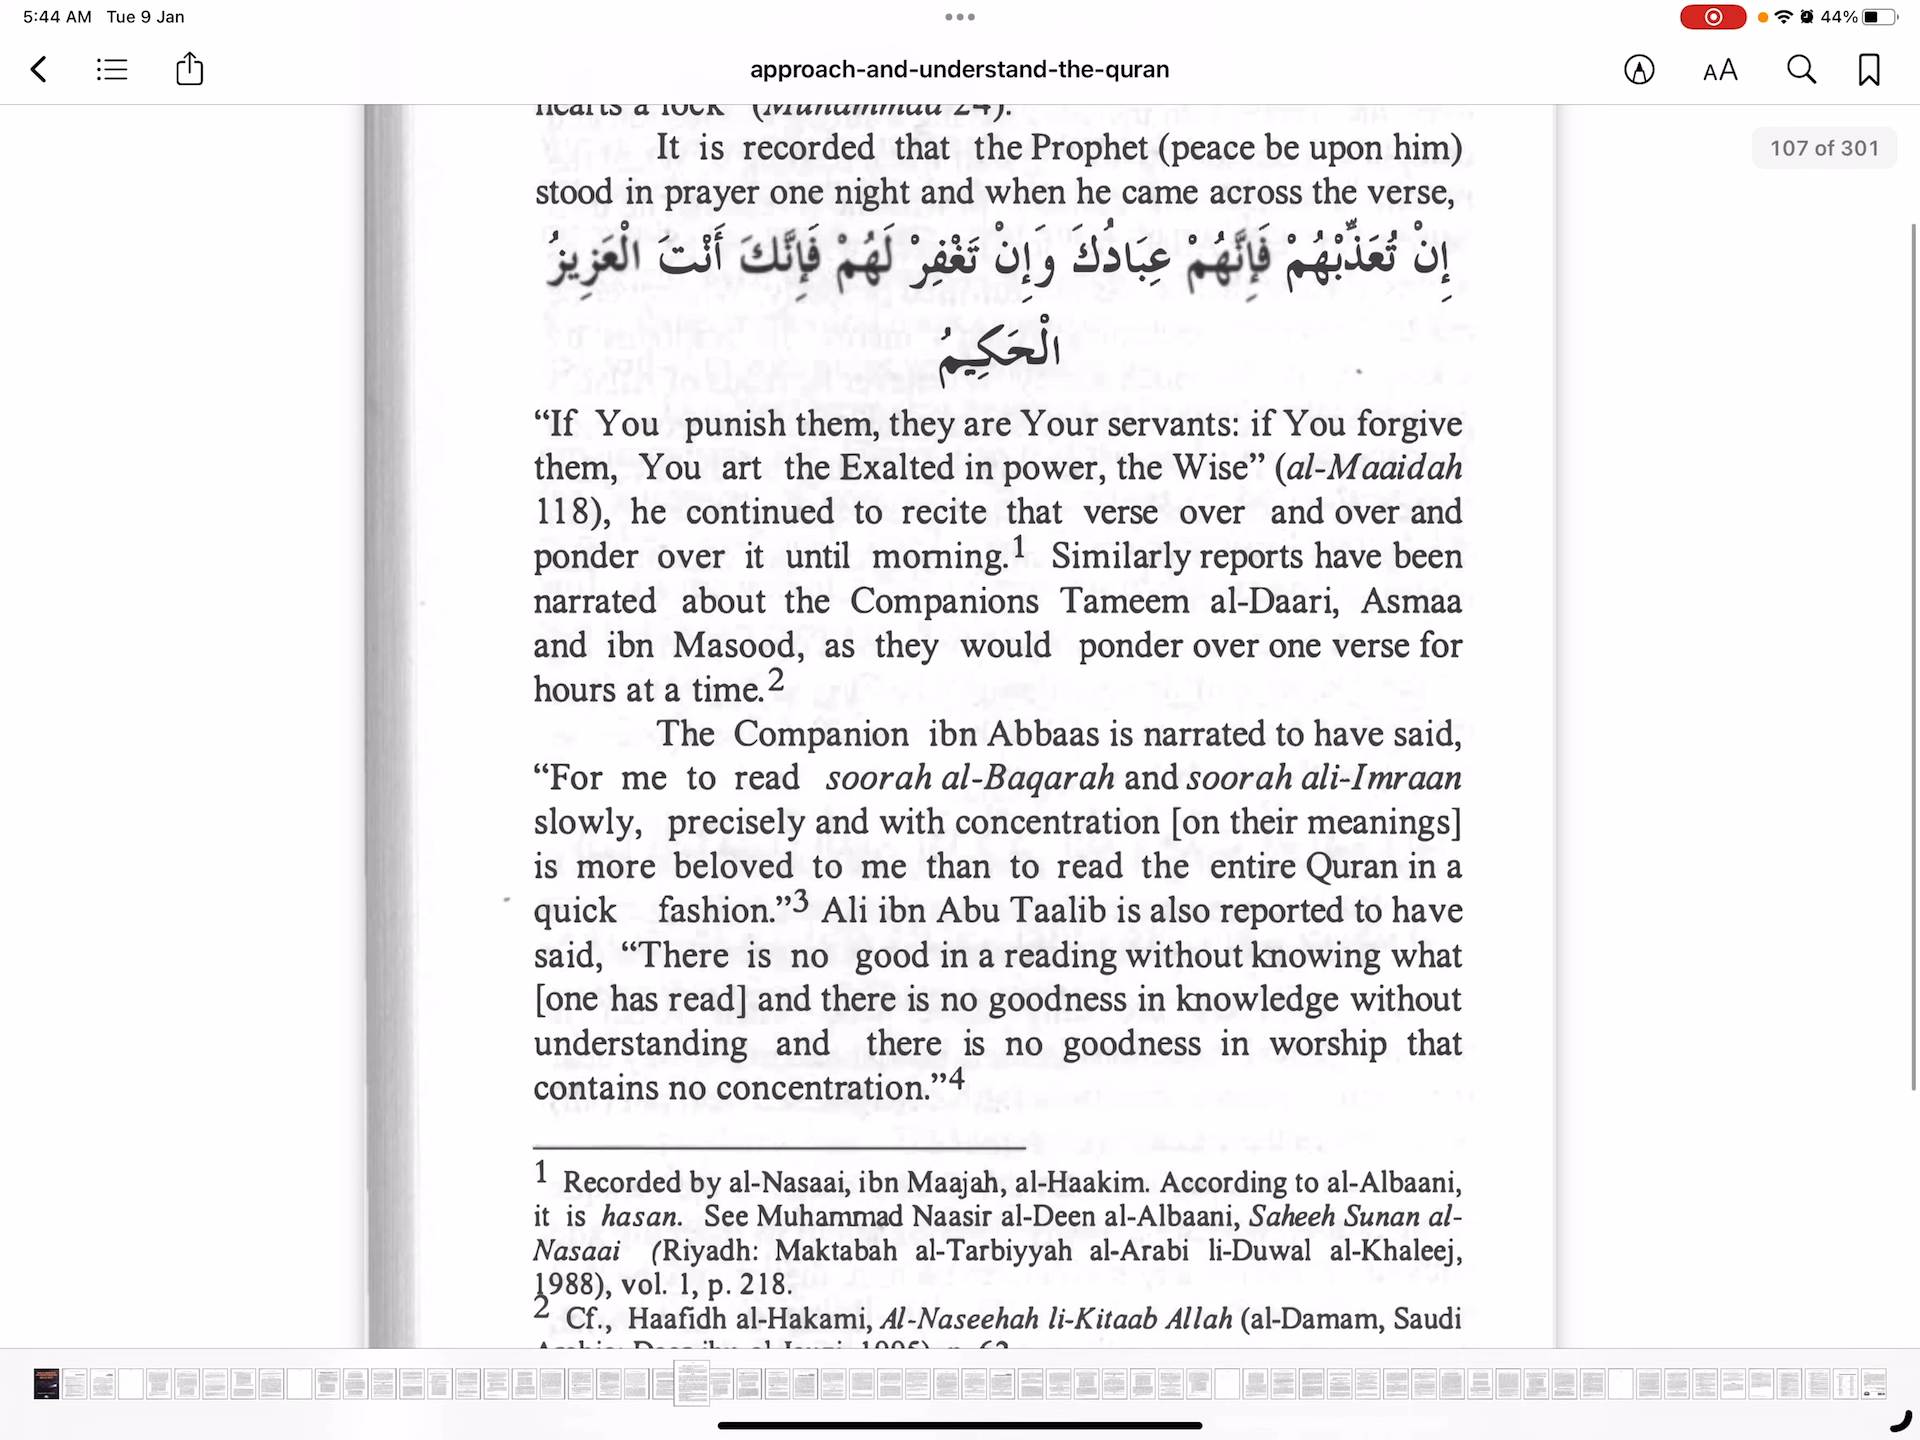 5:44 AM Tue 9 Jan
44%
approach-and-understand-the-quran
AA
107 of 301
hearts a lock" (Muhammad 24).
It is recorded that the Prophet (peace be upon him)
stood in prayer one night and when he came across the verse,
إِنْ تُعَذِّبْهُمْ فَإِنَّهُمْ عِبَادُكَ وَإِنْ تَغْفِرْ لَهُمْ فَإِنَّكَ أَنْتَ الْعَزِيزُ
الْحَكِيمُ
“If You punish them, they are Your servants: if You forgive
them, You art the Exalted in power, the Wise” (al-Maaidah
118), he continued to recite that verse over and over and
ponder over it until morning.1 Similarly reports have been
narrated about the Companions Tameem al-Daari, Asmaa
and ibn Masood, as they would ponder over one verse for
hours at a time.2
The Companion ibn Abbaas is narrated to have said,
“For me to read soorah al-Baqarah and soorah ali-Imraan
slowly, precisely and with concentration [on their meanings]
is more beloved to me than to read the entire Quran in a
quick fashion.”3 Ali ibn Abu Taalib is also reported to have
said, “There is no good in a reading without knowing what
[one has read] and there is no goodness in knowledge without
understanding and there is no goodness in worship that
contains no concentration.”4
1 Recorded by al-Nasaai, ibn Maajah, al-Haakim. According to al-Albaani,
it is hasan. See Muhammad Naasir al-Deen al-Albaani, Saheeh Sunan al-
Nasaai (Riyadh: Maktabah al-Tarbiyyah al-Arabi li-Duwal al-Khaleej,
1988), vol. 1, p. 218.
2 Cf., Haafidh al-Hakami, Al-Naseehah li-Kitaab Allah (al-Damam, Saudi